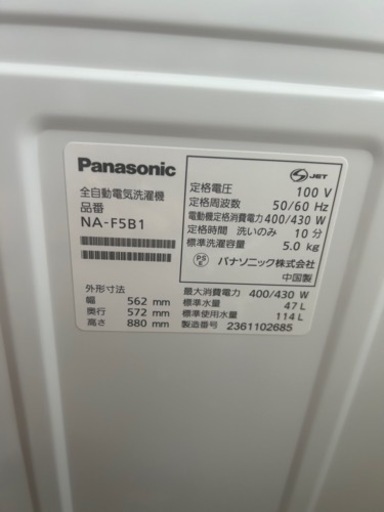 Panasonic
全自動電気洗濯機
品番
NA-F5B1
外形寸法
幅 562 mm
奥行 572 mm
高さ 880 mm
S JET
定格電圧 100 V
定格周波数 50/60 Hz
電動機定格消費電力 400/430 W
定格時間 洗いのみ 10 分
標準洗濯容量 5.0 kg
PS E パナソニック株式会社
中国製
最大消費電力 400/430 W
標準水量 47 L
標準使用水量 114 L
製造番号 2361102685